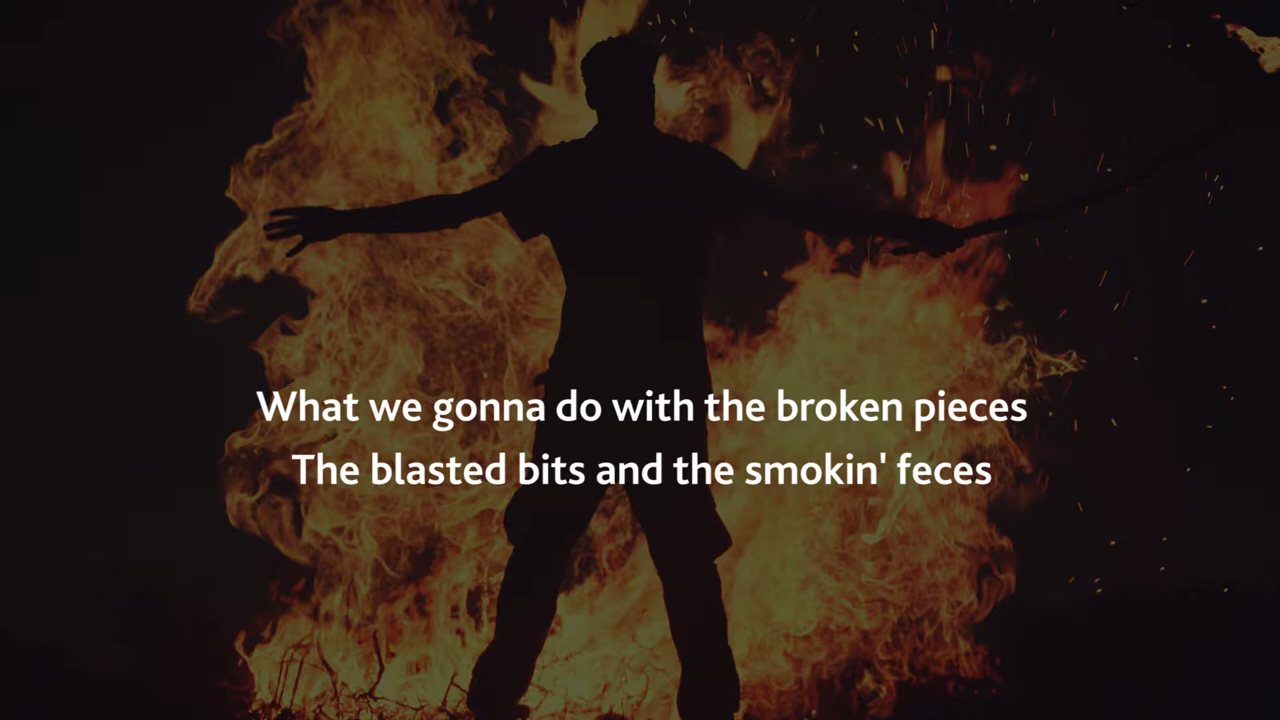 What we gonna do with the broken pieces
The blasted bits and the smokin' feces